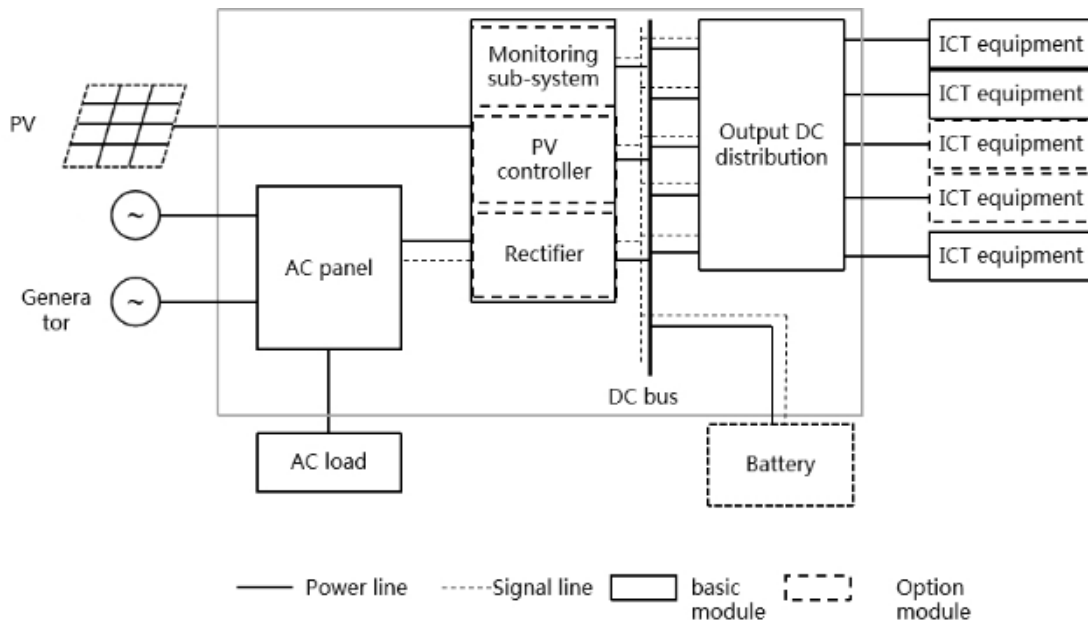 Monitoring
sub-system
PV
controller
Rectifier
Output DC
distribution
ICT equipment
ICT equipment
ICT equipment
ICT equipment
ICT equipment
PV
~
AC panel
Genera
tor
~
DC bus
AC load
Battery
Power line
Signal line
basic
module
Option
module